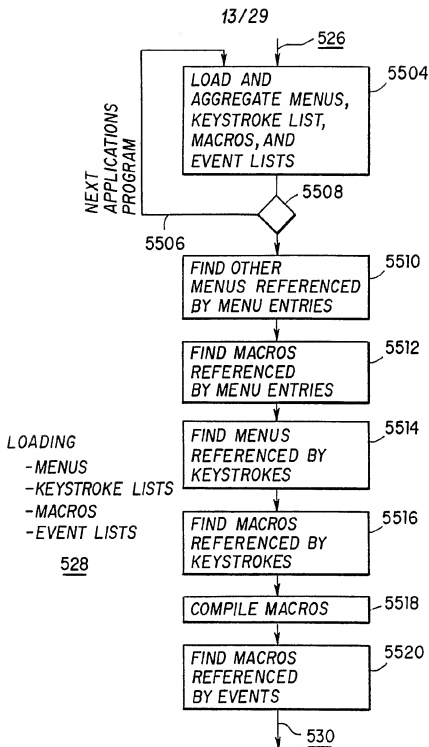 13/29
526
LOAD AND
AGGREGATE MENUS,
KEYSTROKE LIST,
MACROS, AND
EVENT LISTS
5504
NEXT
APPLICATIONS
PROGRAM
5508
5506
FIND OTHER
MENUS REFERENCED
BY MENU ENTRIES
5510
FIND MACROS
REFERENCED
BY MENU ENTRIES
5512
FIND MENUS
REFERENCED BY
KEYSTROKES
5514
LOADING
-MENUS
-KEYSTROKE LISTS
-MACROS
-EVENT LISTS
528
FIND MACROS
REFERENCED BY
KEYSTROKES
5516
COMPILE MACROS
5518
FIND MACROS
REFERENCED
BY EVENTS
5520
530